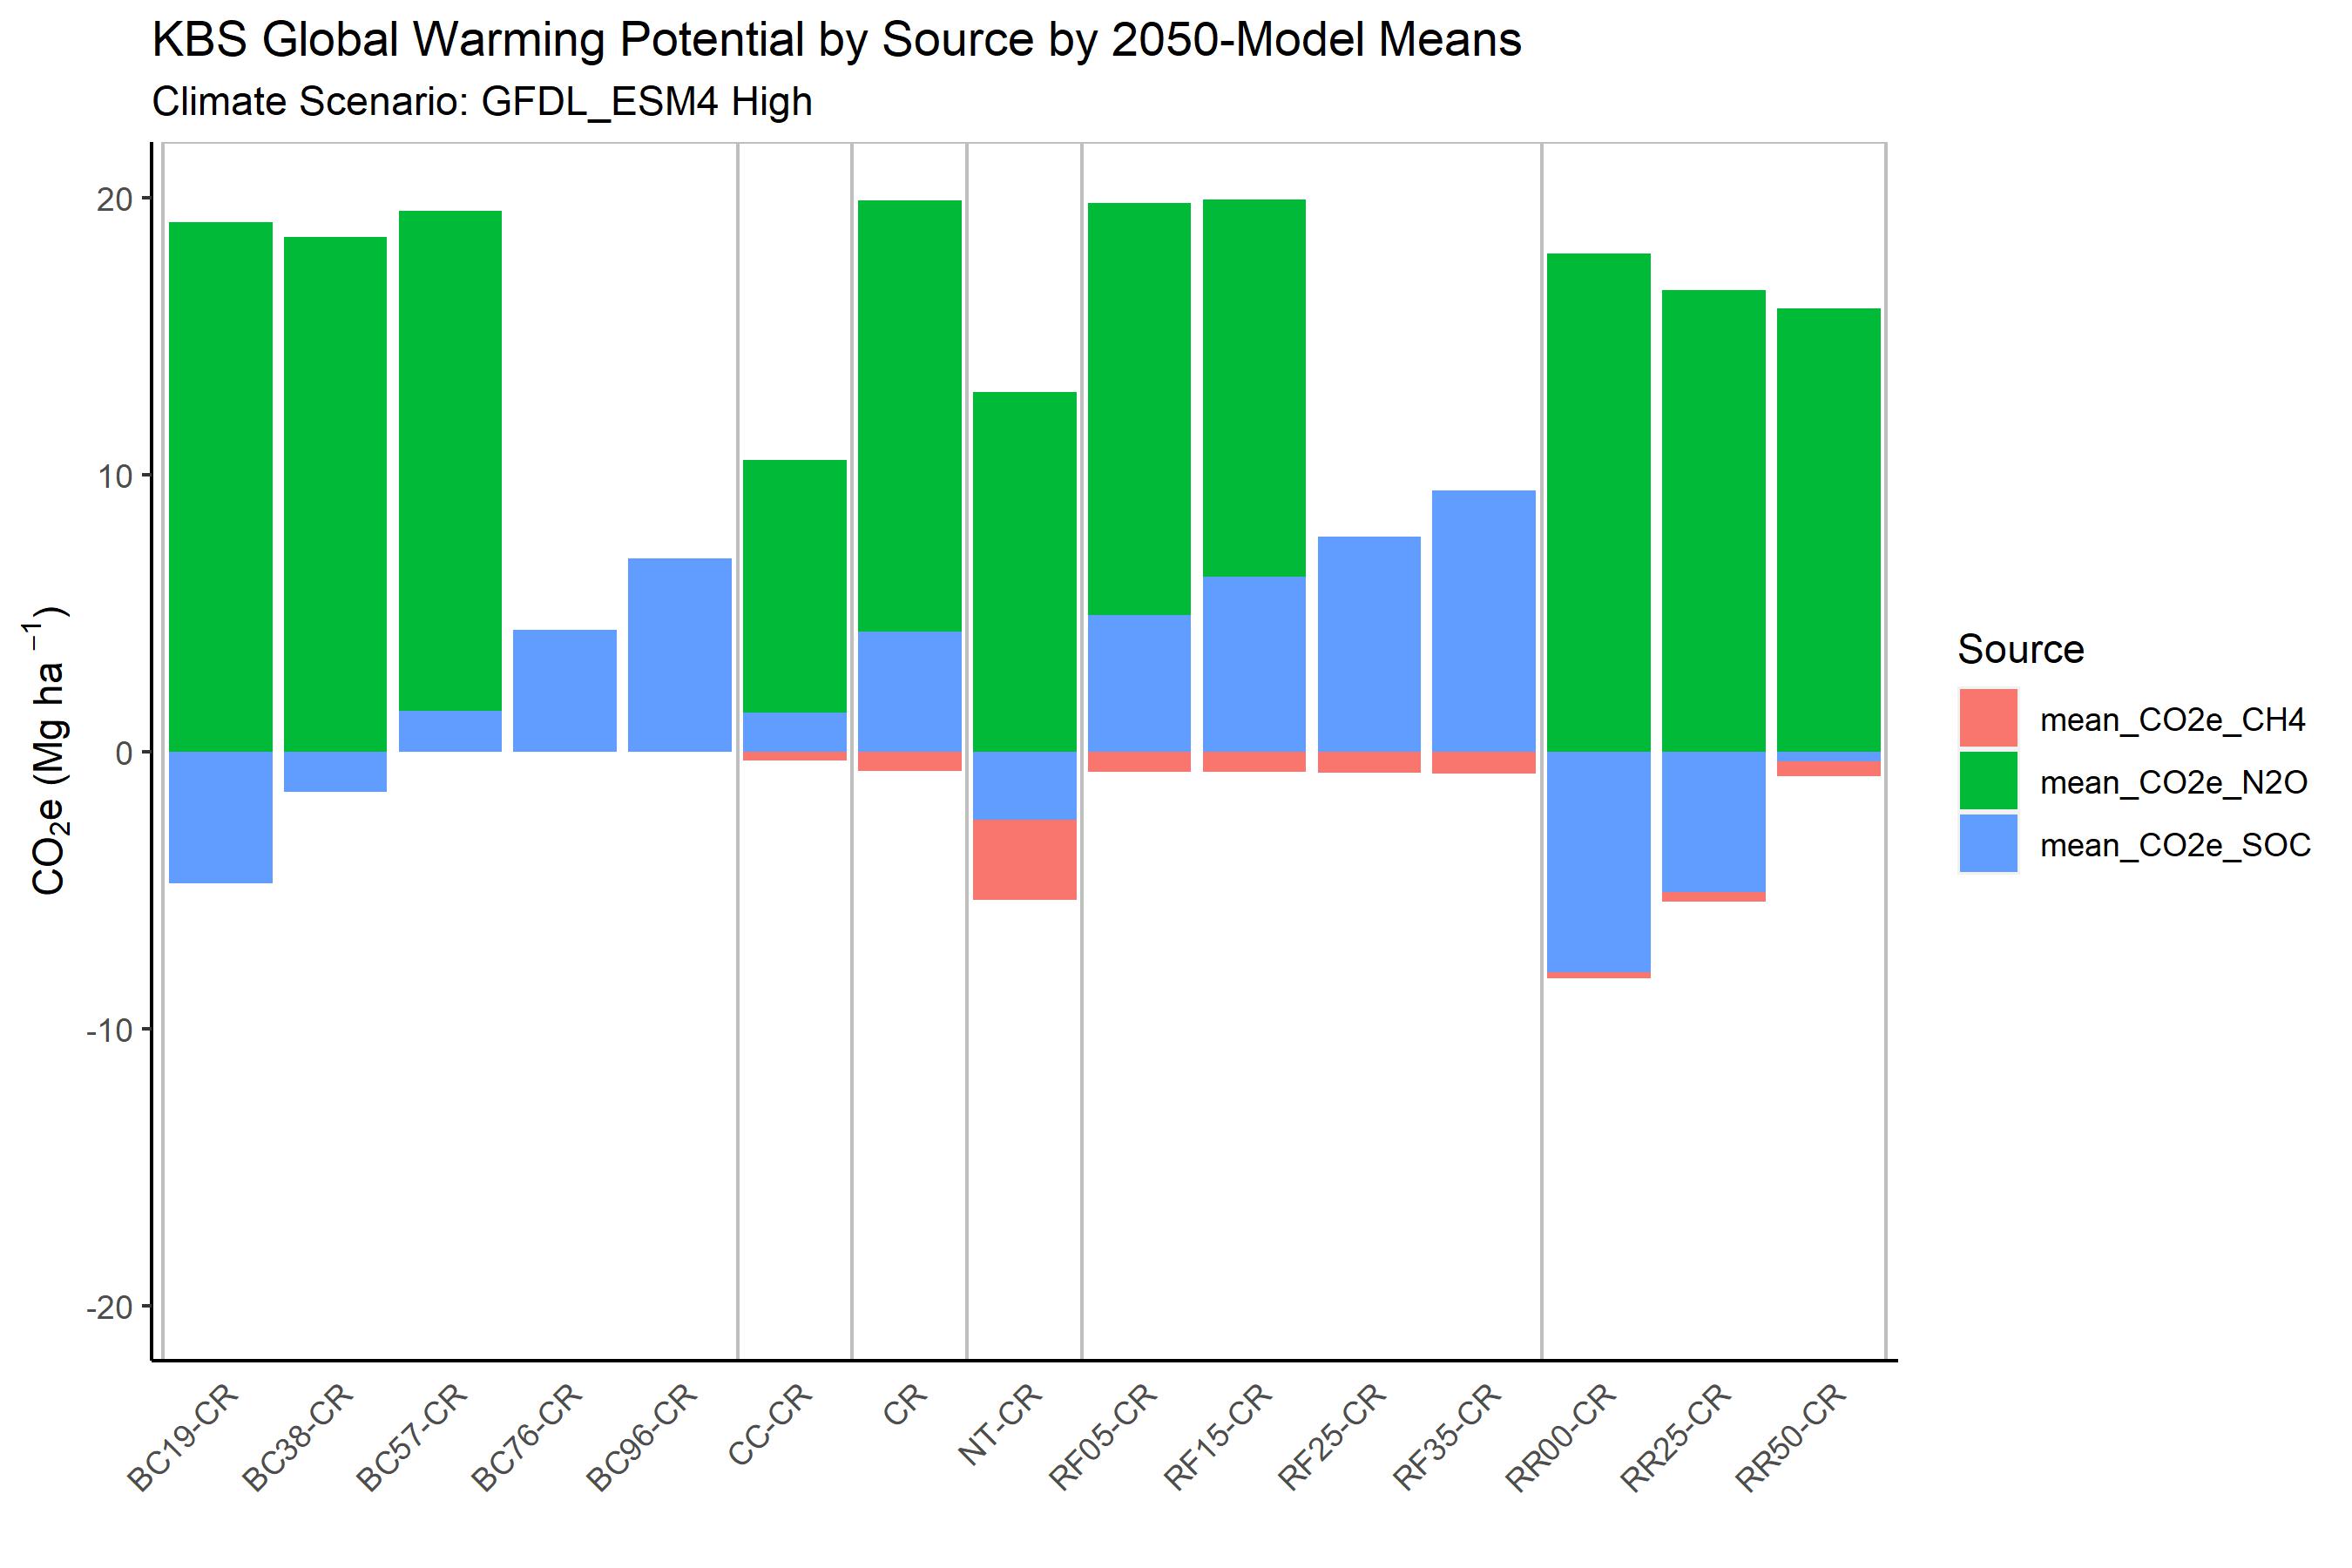 KBS Global Warming Potential by Source by 2050-Model Means
Climate Scenario: GFDL_ESM4 High
CO₂e (Mg ha ⁻¹)
20
10
0
-10
-20
BC19-CR
BC38-CR
BC57-CR
BC76-CR
BC96-CR
CC-CR
CR
NT-CR
RF05-CR
RF15-CR
RF25-CR
RF35-CR
RR00-CR
RR25-CR
RR50-CR
Source
mean_CO2e_CH4
mean_CO2e_N2O
mean_CO2e_SOC